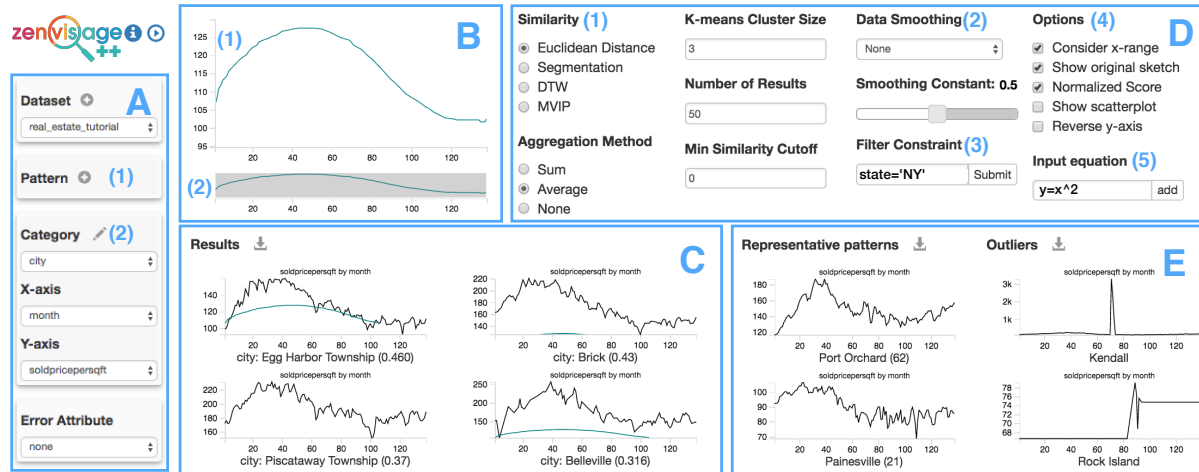 zenvisage ++
A
Dataset
real_estate_tutorial
Pattern (1)
Category (2)
city
X-axis
month
Y-axis
soldpricepersqft
Error Attribute
none
B
(1)
125
120
115
110
105
100
95
20 40 60 80 100 120
(2)
20 40 60 80 100 120
D
Similarity (1)
Euclidean Distance
Segmentation
DTW
MVIP
Aggregation Method
Sum
Average
None
K-means Cluster Size
3
Number of Results
50
Min Similarity Cutoff
0
Data Smoothing (2)
None
Smoothing Constant: 0.5
Filter Constraint (3)
state='NY' Submit
Options (4)
Consider x-range
Show original sketch
Normalized Score
Show scatterplot
Reverse y-axis
Input equation (5)
y=x^2 add
C
Results
soldpricepersqft by month
140
120
100
20 40 60 80 100 120
city: Egg Harbor Township (0.460)
soldpricepersqft by month
220
200
180
160
140
20 40 60 80 100 120
city: Brick (0.43)
soldpricepersqft by month
220
200
180
160
20 40 60 80 100 120
city: Piscataway Township (0.37)
soldpricepersqft by month
250
200
150
20 40 60 80 100 120
city: Belleville (0.316)
E
Representative patterns
soldpricepersqft by month
180
160
140
120
20 40 60 80 100 120
Port Orchard (62)
soldpricepersqft by month
100
90
80
70
20 40 60 80 100 120
Painesville (21)
Outliers
soldpricepersqft by month
3k
2k
1k
20 40 60 80 100 120
Kendall
soldpricepersqft by month
78
76
74
72
70
68
20 40 60 80 100 120
Rock Island